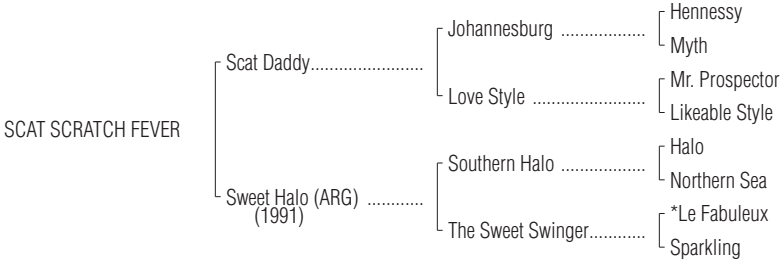 Hennessy
Johannesburg ..................
Myth
Scat Daddy........................
Mr. Prospector
Love Style ........................
Likeable Style
SCAT SCRATCH FEVER
Halo
Southern Halo ..................
Northern Sea
Sweet Halo (ARG) ............
(1991)
*Le Fabuleux
The Sweet Swinger............
Sparkling